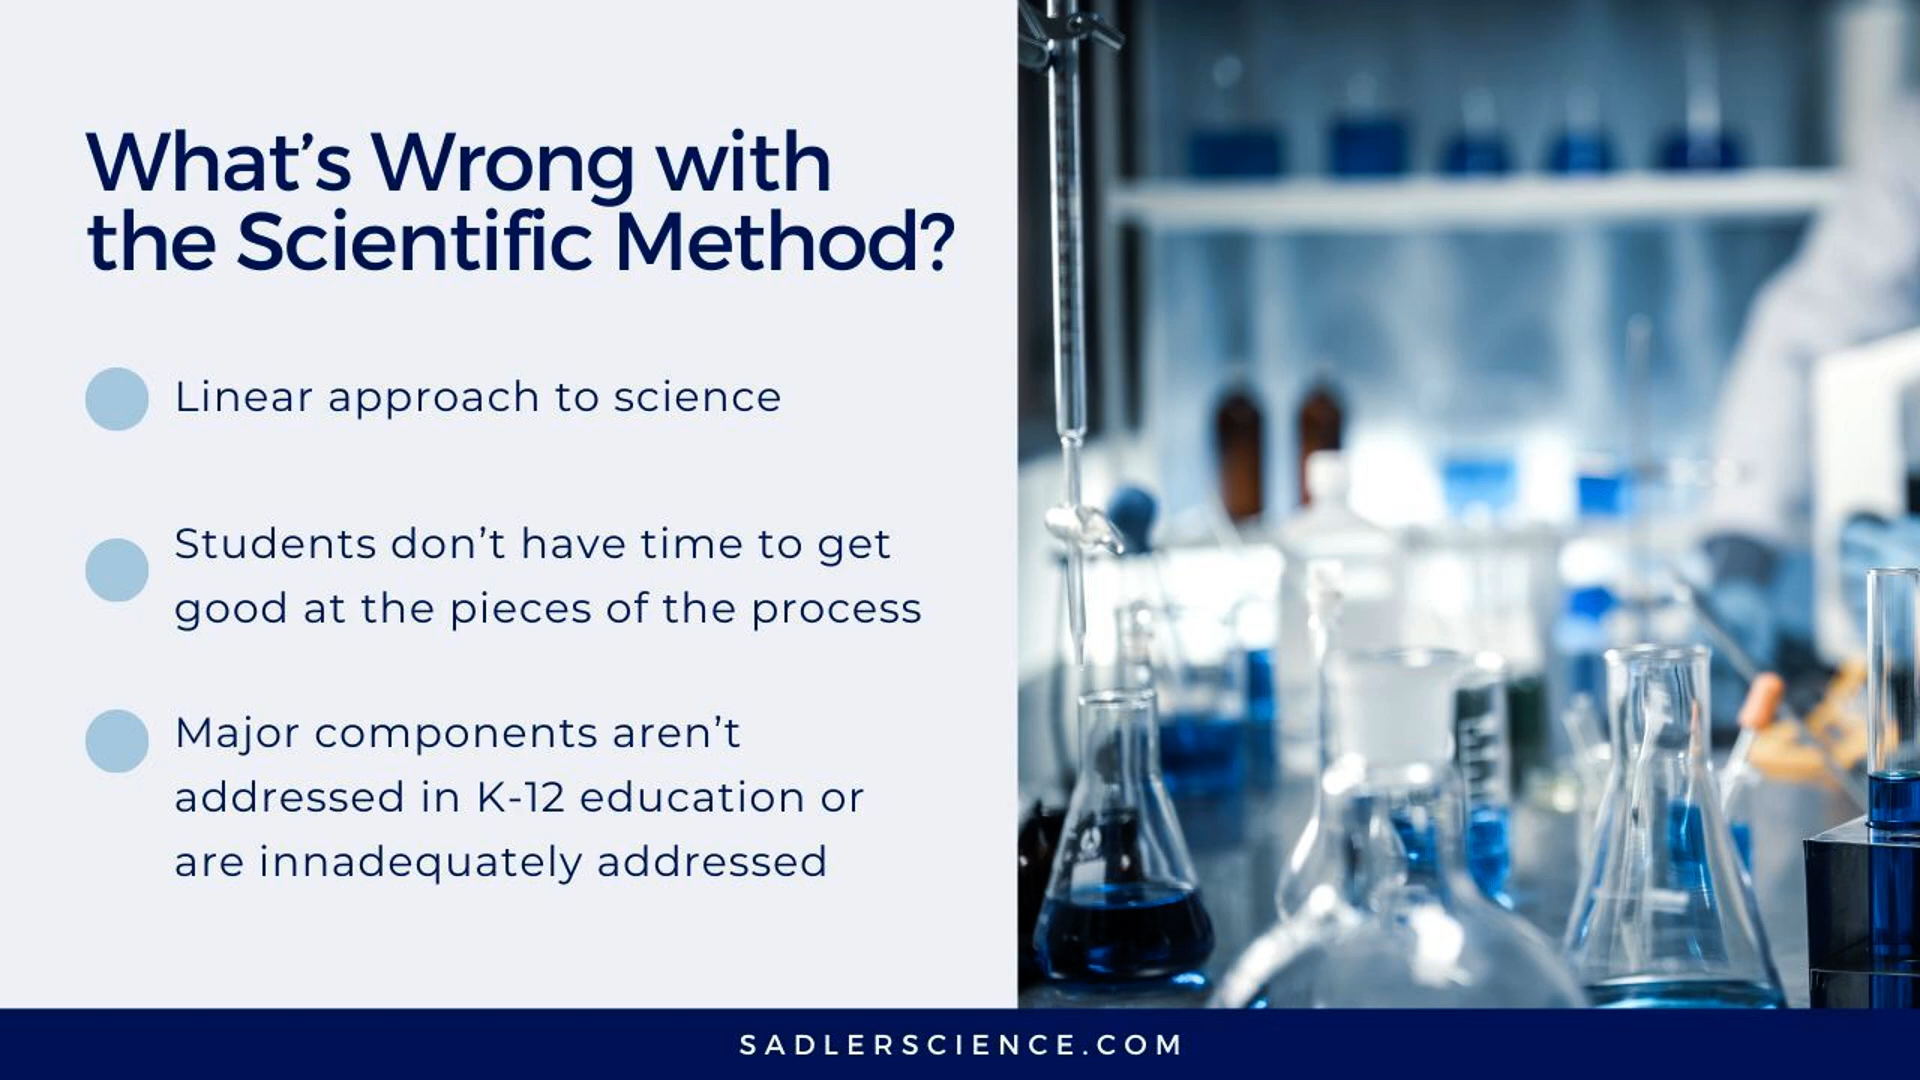 What’s Wrong with
the Scientific Method?
Linear approach to science
Students don’t have time to get
good at the pieces of the process
Major components aren’t
addressed in K-12 education or
are innadequately addressed
SADLERSCIENCE.COM